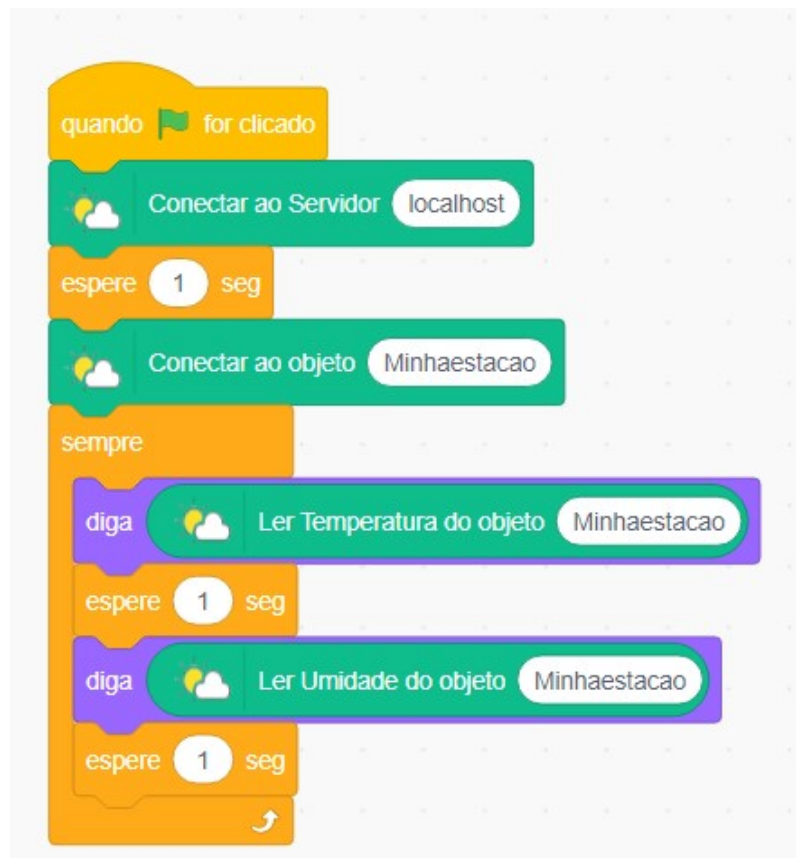 quando for clicado
Conectar ao Servidor localhost
espere 1 seg
Conectar ao objeto Minhaestacao
sempre
diga Ler Temperatura do objeto Minhaestacao
espere 1 seg
diga Ler Umidade do objeto Minhaestacao
espere 1 seg